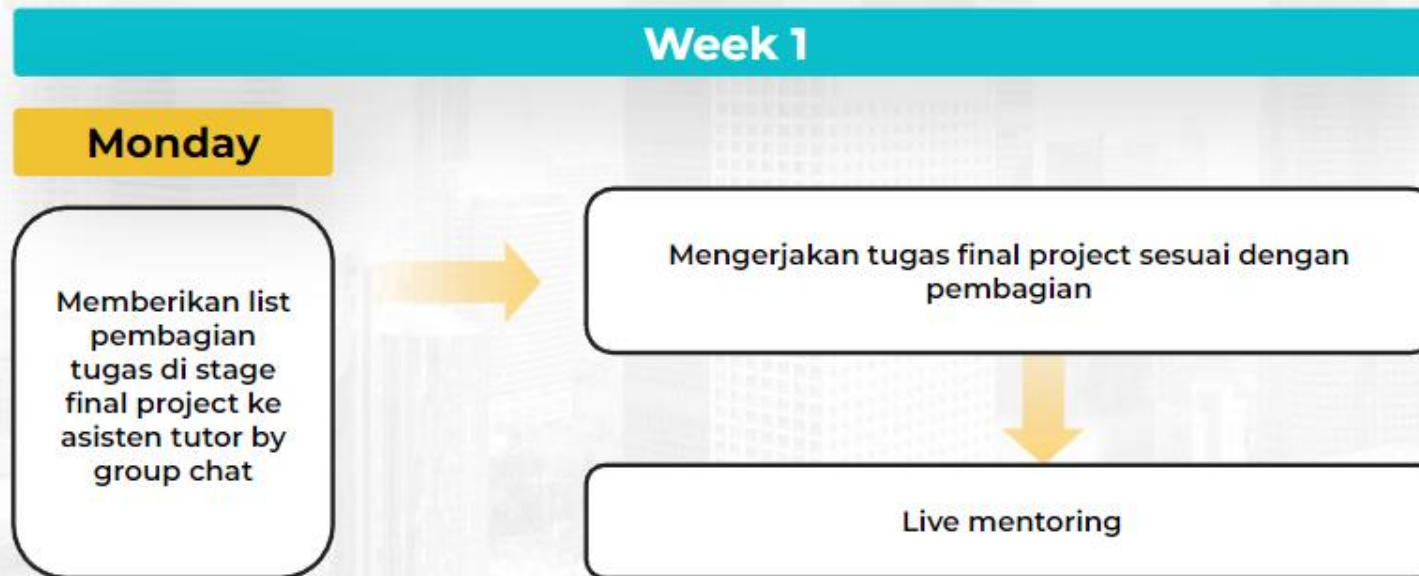 Week 1
Monday
Memberikan list
pembagian
tugas di stage
final project ke
asisten tutor by
group chat
Mengerjakan tugas final project sesuai dengan
pembagian
Live mentoring